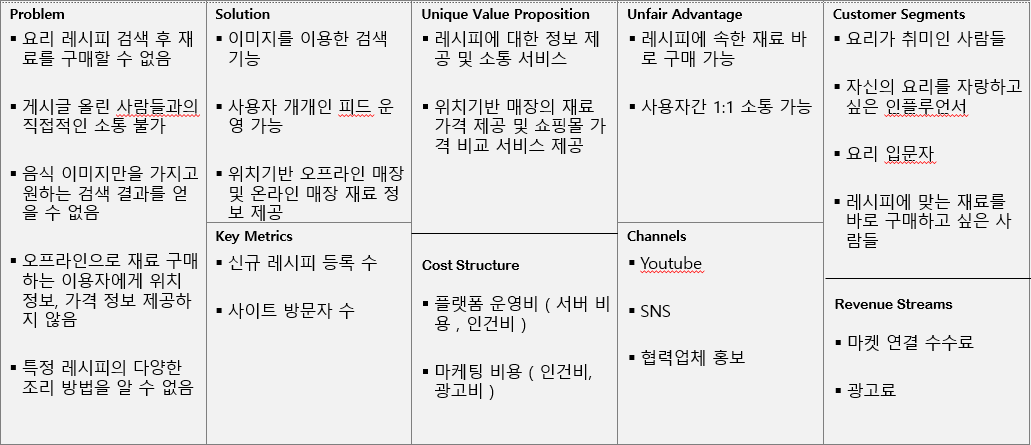 Problem
▪ 요리 레시피 검색 후 재
료를 구매할 수 없음
▪ 게시글 올린 사람들과의
직접적인 소통 불가
▪ 음식 이미지만을 가지고
원하는 검색 결과를 얻
을 수 없음
▪ 오프라인으로 재료 구매
하는 이용자에게 위치
정보, 가격 정보 제공하
지 않음
▪ 특정 레시피의 다양한
조리 방법을 알 수 없음
Solution
▪ 이미지를 이용한 검색
기능
▪ 사용자 개개인 피드 운
영 가능
▪ 위치기반 오프라인 매장
및 온라인 매장 재료 정
보 제공
Key Metrics
▪ 신규 레시피 등록 수
▪ 사이트 방문자 수
Unique Value Proposition
▪ 레시피에 대한 정보 제
공 및 소통 서비스
▪ 위치기반 매장의 재료
가격 제공 및 쇼핑몰 가
격 비교 서비스 제공
Cost Structure
▪ 플랫폼 운영비 ( 서버 비
용 , 인건비 )
▪ 마케팅 비용 ( 인건비,
광고비 )
Unfair Advantage
▪ 레시피에 속한 재료 바
로 구매 가능
▪ 사용자간 1:1 소통 가능
Channels
▪ Youtube
▪ SNS
▪ 협력업체 홍보
Customer Segments
▪ 요리가 취미인 사람들
▪ 자신의 요리를 자랑하고
싶은 인플루언서
▪ 요리 입문자
▪ 레시피에 맞는 재료를
바로 구매하고 싶은 사
람들
Revenue Streams
▪ 마켓 연결 수수료
▪ 광고료